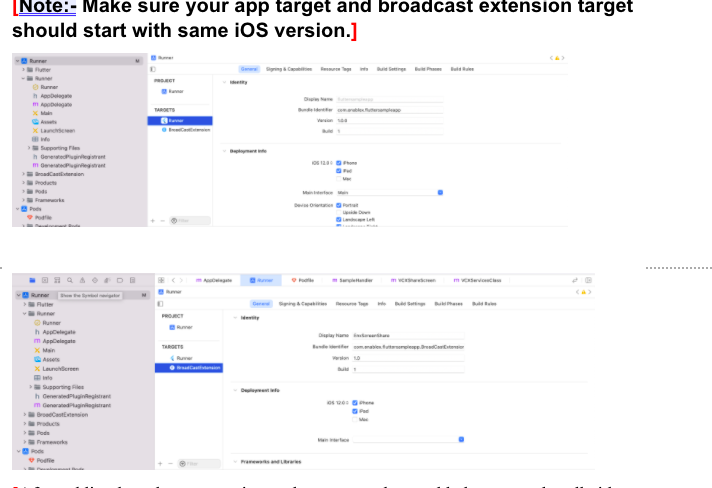 [Note:- Make sure your app target and broadcast extension target
should start with same iOS version.]
Runner M
Flutter
Runner
Runner
AppDelegate
AppDelegate
Main
Assets
LaunchScreen
Info
Supporting Files
GeneratedPluginRegistrant
GeneratedPluginRegistrant
BroadCastExtension
Products
Pods
Frameworks
Pods
Podfile
Development Pods
Runner
General Signing & Capabilities Resource Tags Info Build Settings Build Phases Build Rules
PROJECT
Runner
TARGETS
Runner
BroadCastExtension
Filter
Identity
Display Name
Bundle Identifier com.enablex.fluttersampleapp
Version 1.0.0
Build 1
Deployment Info
iOS 12.0 iPhone
iPad
Mac
Main Interface Main
Device Orientation Portrait
Upside Down
Landscape Left
Landscape Right
AppDelegate Runner Podfile SampleHandler VCXShareScreen VCXServicesClass
Runner Show the Symbol navigator M
Flutter
Runner
Runner
AppDelegate
AppDelegate
Main
Assets
LaunchScreen
Info
Supporting Files
GeneratedPluginRegistrant
GeneratedPluginRegistrant
BroadCastExtension
Products
Pods
Frameworks
Pods
Podfile
Development Pods
Runner
General Signing & Capabilities Resource Tags Info Build Settings Build Phases Build Rules
PROJECT
Runner
TARGETS
Runner
BroadCastExtension
Filter
Identity
Display Name EnxScreenShare
Bundle Identifier com.enablex.fluttersampleapp.BroadCastExtension
Version 1.0
Build 1
Deployment Info
iOS 12.0 iPhone
iPad
Mac
Main Interface
Frameworks and Libraries